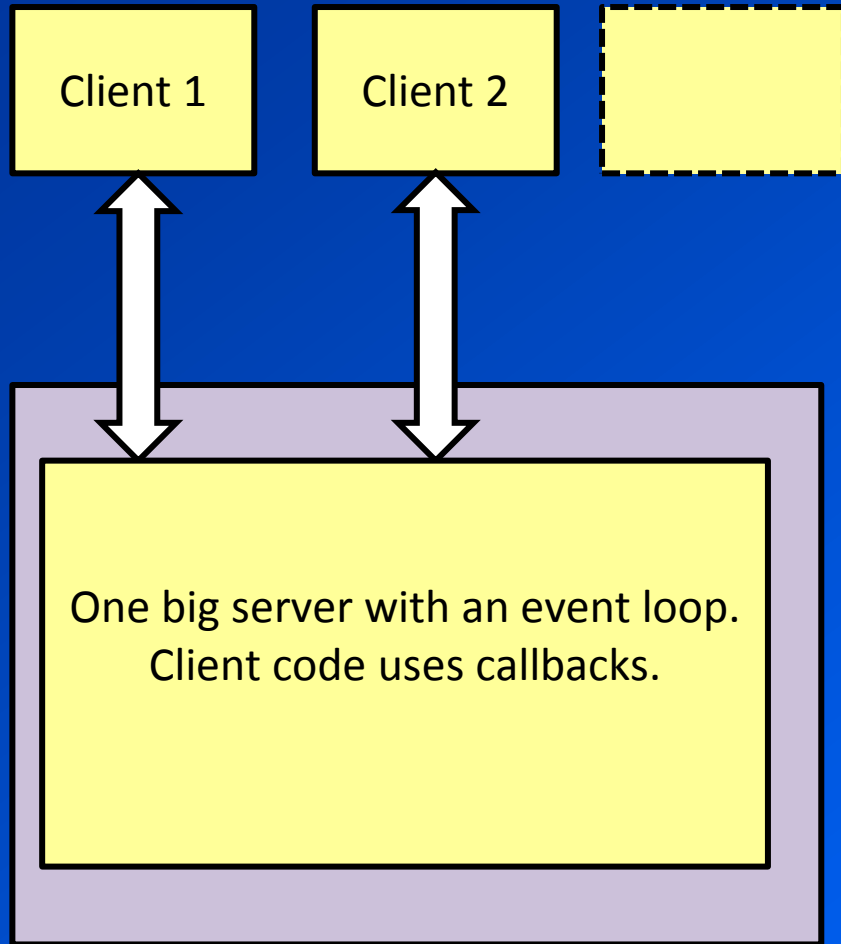 Client 1
Client 2
One big server with an event loop.
Client code uses callbacks.